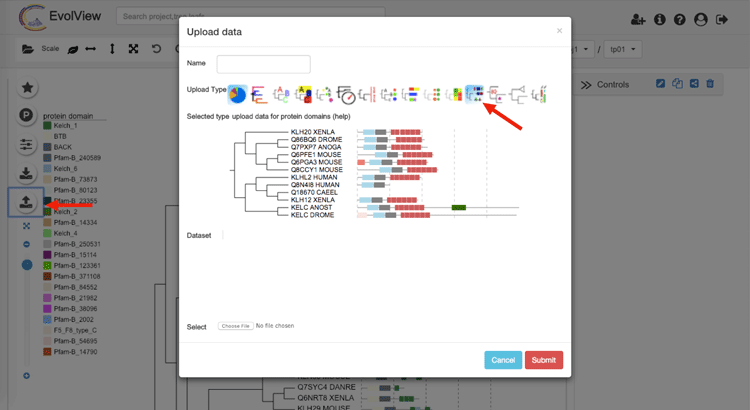 EvolView
Search project,tree,leafs
Scale
tp01
Controls
protein domain
Kelch_1
BTB
BACK
Pfam-B_240589
Kelch_6
Pfam-B_73873
Pfam-B_80123
Pfam-B_23355
Kelch_2
Pfam-B_14334
Kelch_4
Pfam-B_250531
Pfam-B_15114
Pfam-B_123361
Pfam-B_371108
Pfam-B_84552
Pfam-B_21982
Pfam-B_36096
Pfam-B_2002
F5_F8_type_C
Pfam-B_54695
Pfam-B_14790
Upload data
×
Name
Upload Type
Selected type upload data for protein domains (help)
KLH20 XENLA
Q86BQ6 DROME
Q7PXP7 ANOGA
Q6PFE1 MOUSE
Q6PGA3 MOUSE
Q8CCY1 MOUSE
KLHL2 HUMAN
Q8N4I8 HUMAN
Q18670 CAEEL
KLH12 XENLA
KELC ANOST
KELC DROME
Dataset
Select
Choose File No file chosen
Cancel
Submit
Q7SYC4 DANRE
Q6NRT8 XENLA
KLH29 MOUSE